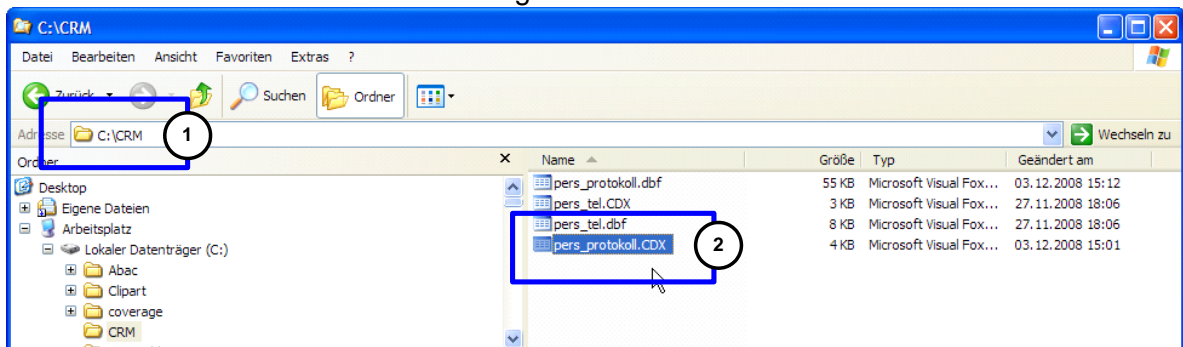 C:\CRM
Datei Bearbeiten Ansicht Favoriten Extras ?
Zurück Suchen Ordner
Adresse C:\CRM 1 Wechseln zu
Ordner x Name Größe Typ Geändert am
Desktop pers_protokoll.dbf 55 KB Microsoft Visual Fox... 03.12.2008 15:12
Eigene Dateien pers_tel.CDX 3 KB Microsoft Visual Fox... 27.11.2008 18:06
Arbeitsplatz pers_tel.dbf 8 KB Microsoft Visual Fox... 27.11.2008 18:06
Lokaler Datenträger (C:) pers_protokoll.CDX 2 4 KB Microsoft Visual Fox... 03.12.2008 15:01
Abac
Clipart
coverage
CRM